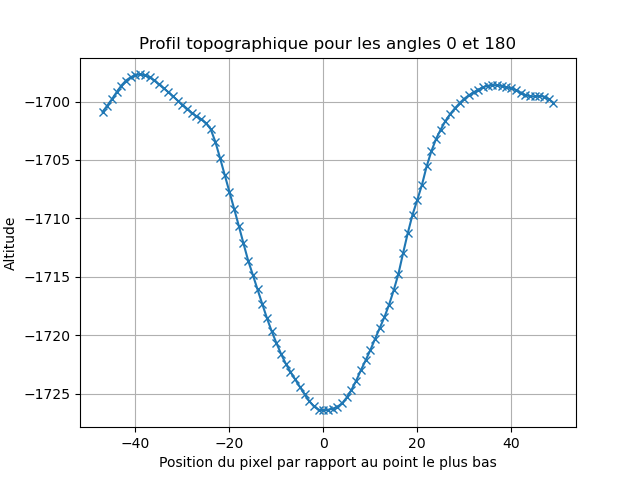 Profil topographique pour les angles 0 et 180
Altitude
−1700
−1705
−1710
−1715
−1720
−1725
−40 −20 0 20 40
Position du pixel par rapport au point le plus bas